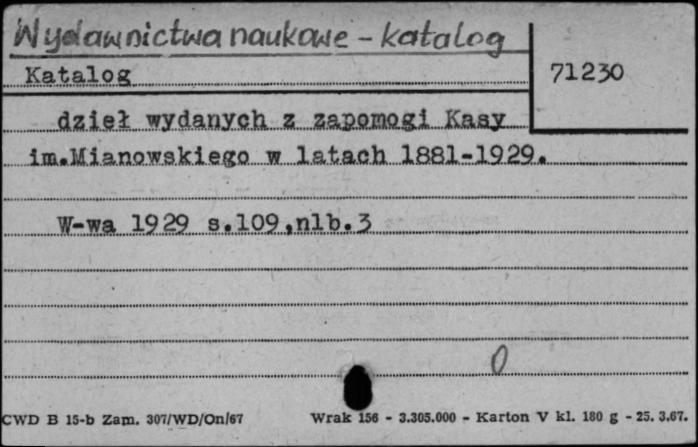 Wydawnictwa naukowe - katalog
Katalog
71230
dzieł wydanych z zapomogi Kasy
im.Mianowskiego w latach 1881-1929.
W-wa 1929 s.109,nlb.3
0
CWD B 15-b Zam. 307/WD/On/67 Wrak 156 - 3.305.000 - Karton V kl. 180 g - 25. 3.67.